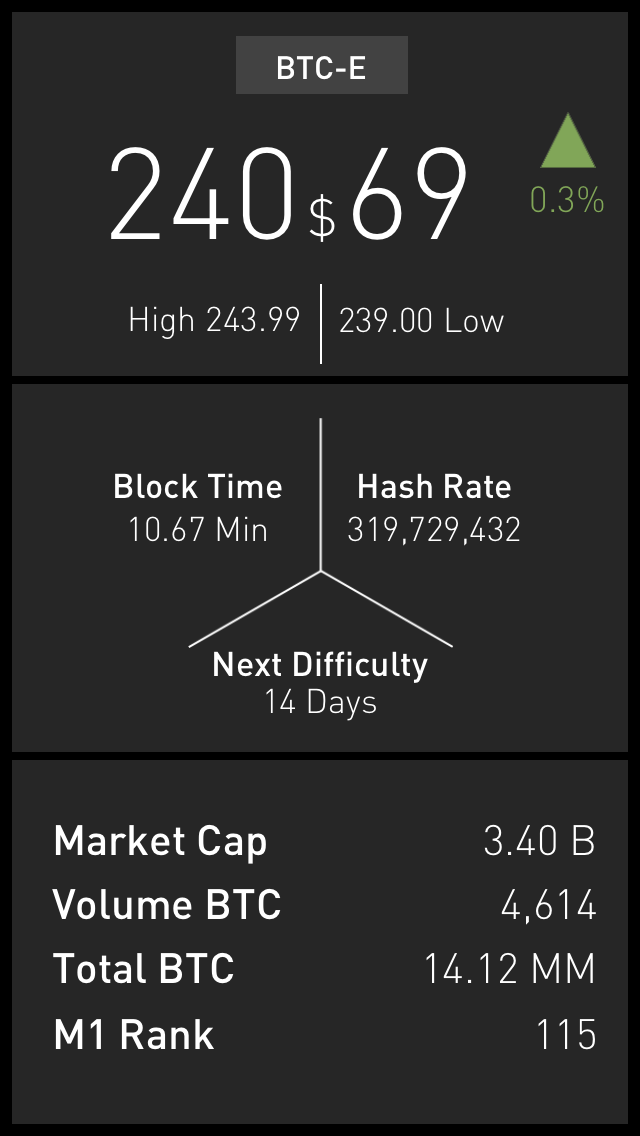 BTC-E
240$69
0.3%
High 243.99 239.00 Low
Block Time Hash Rate
10.67 Min 319,729,432
Next Difficulty
14 Days
Market Cap 3.40 B
Volume BTC 4,614
Total BTC 14.12 MM
M1 Rank 115